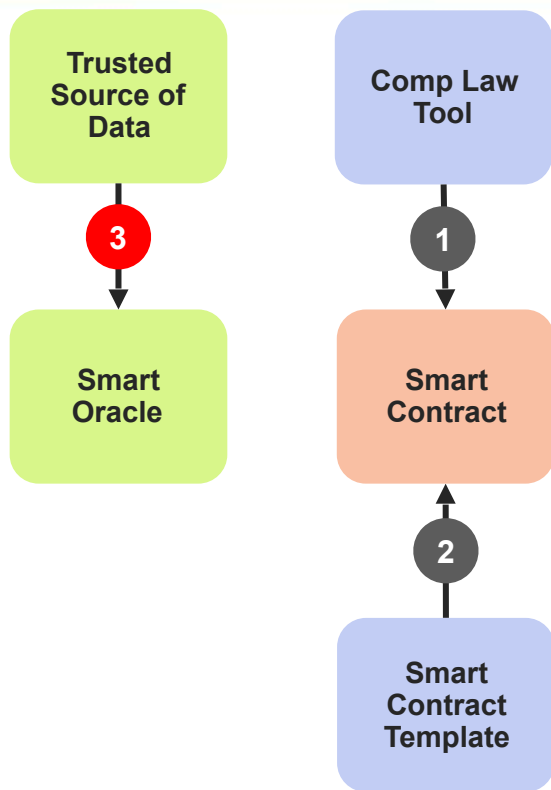 Trusted
Source of
Data
Comp Law
Tool
3
1
Smart
Oracle
Smart
Contract
2
Smart
Contract
Template